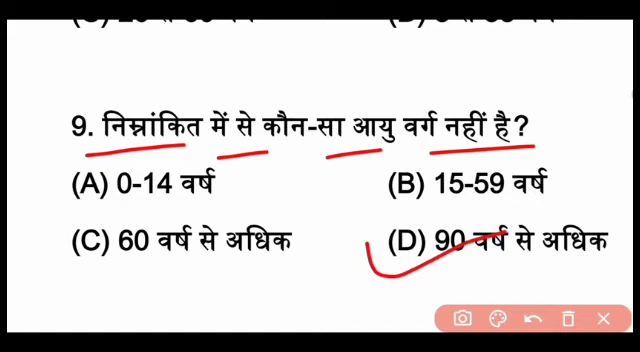 9. निम्नांकित में से कौन-सा आयु वर्ग नहीं है?
(A) 0-14 वर्ष (B) 15-59 वर्ष
(C) 60 वर्ष से अधिक (D) 90 वर्ष से अधिक